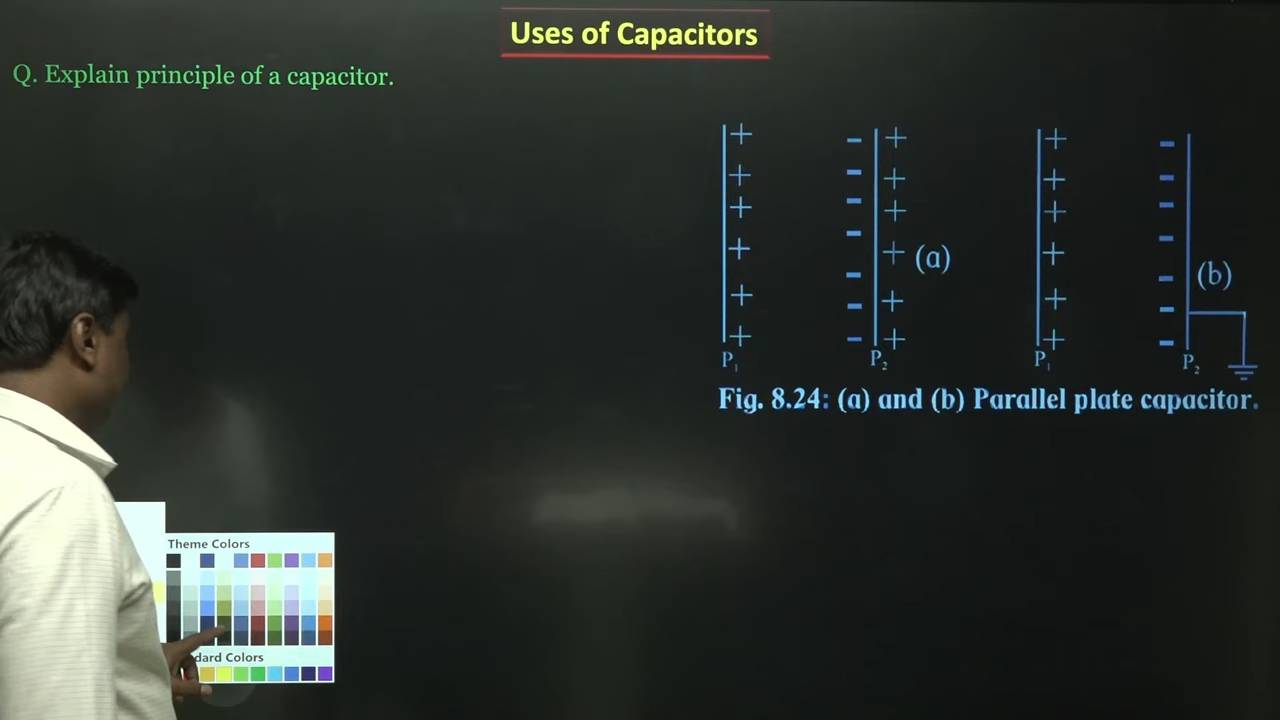 Uses of Capacitors
Q. Explain principle of a capacitor.
+ - + + -
+ - + + -
+ - + + -
+ - + + -
+ - + + -
+ - + + -
- +
(a)
(b)
P₁ P₂ P₁ P₂
Fig. 8.24: (a) and (b) Parallel plate capacitor.
Theme Colors
dard Colors